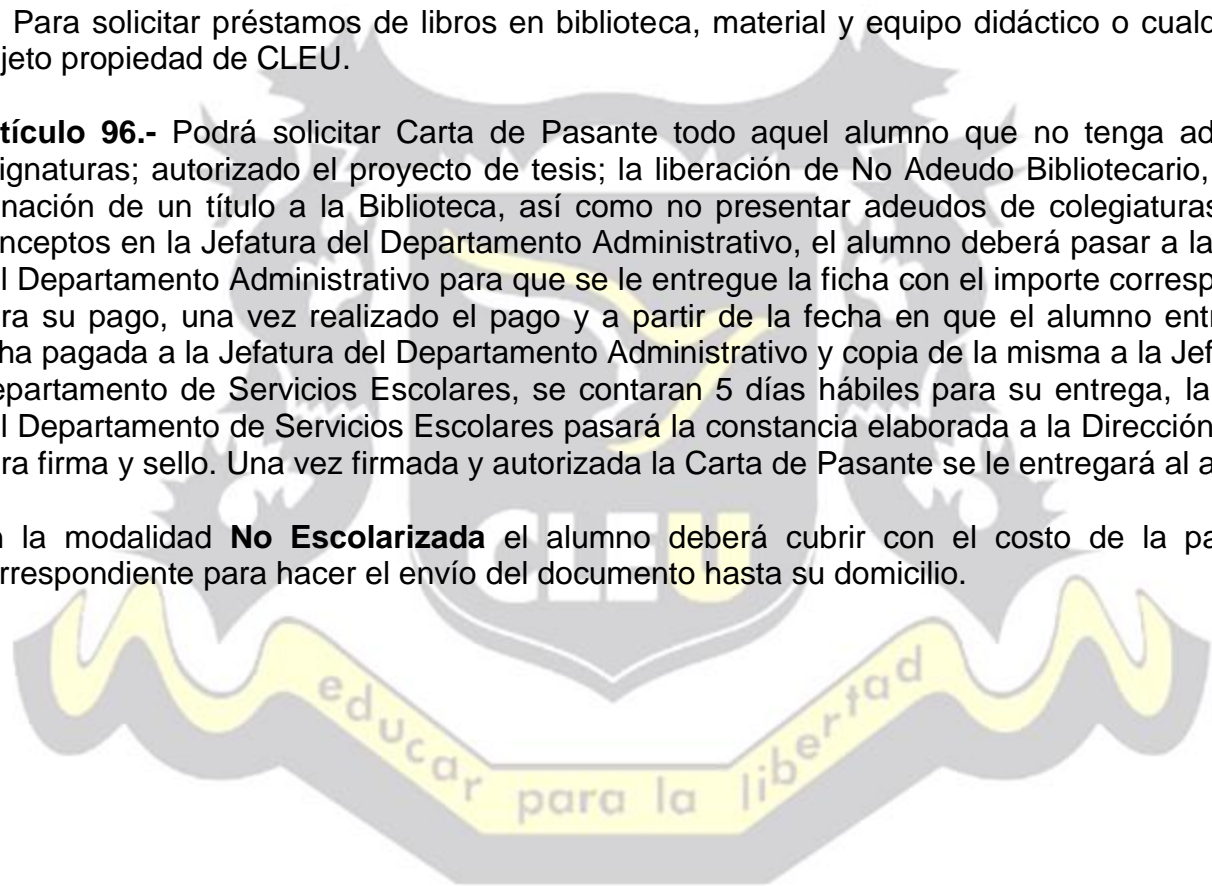 Para solicitar préstamos de libros en biblioteca, material y equipo didáctico o cualq
jeto propiedad de CLEU.
tículo 96.- Podrá solicitar Carta de Pasante todo aquel alumno que no tenga ad
ignaturas; autorizado el proyecto de tesis; la liberación de No Adeudo Bibliotecario,
nación de un título a la Biblioteca, así como no presentar adeudos de colegiaturas
nceptos en la Jefatura del Departamento Administrativo, el alumno deberá pasar a la
l Departamento Administrativo para que se le entregue la ficha con el importe corresp
ra su pago, una vez realizado el pago y a partir de la fecha en que el alumno entr
ha pagada a la Jefatura del Departamento Administrativo y copia de la misma a la Jef
epartamento de Servicios Escolares, se contaran 5 días hábiles para su entrega, la
l Departamento de Servicios Escolares pasará la constancia elaborada a la Dirección
ra firma y sello. Una vez firmada y autorizada la Carta de Pasante se le entregará al a
n la modalidad No Escolarizada el alumno deberá cubrir con el costo de la pa
rrespondiente para hacer el envío del documento hasta su domicilio.
CLEU
educar para la libertad